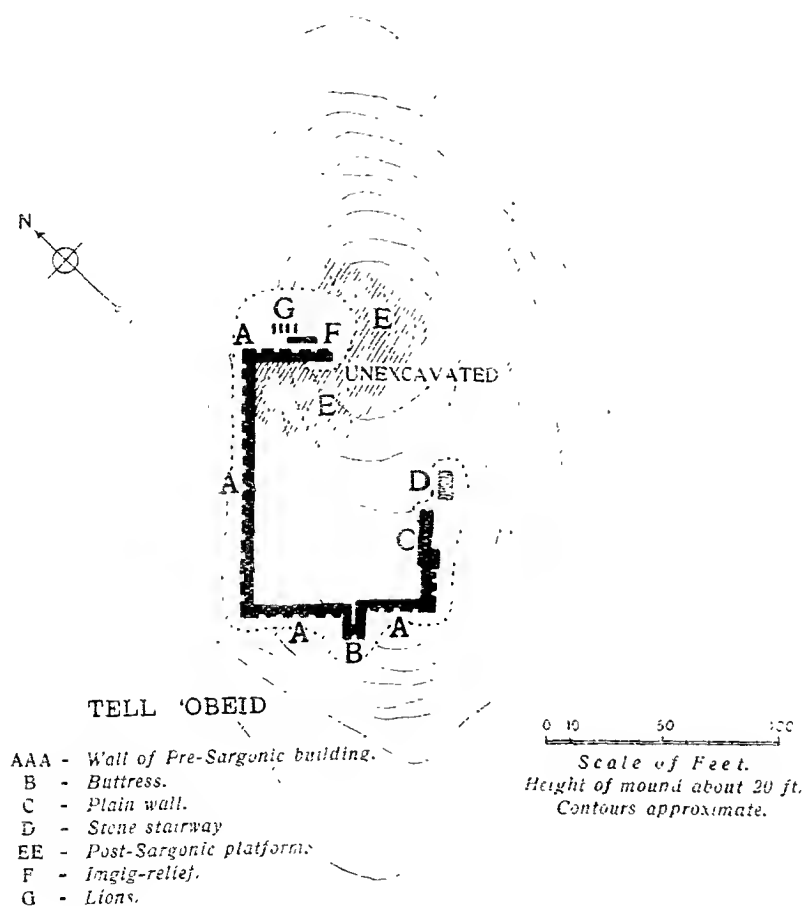 N
G
A
F
E
UNEXCAVATED
E
A
D
C
A
A
B
TELL 'OBEID
AAA - Wall of Pre-Sargonic building.
B - Buttress.
C - Plain wall.
D - Stone stairway
EE - Post-Sargonic platforms
F - Imgig-relief.
G - Lions.
0 10 50 100
Scale of Feet.
Height of mound about 20 ft.
Contours approximate.